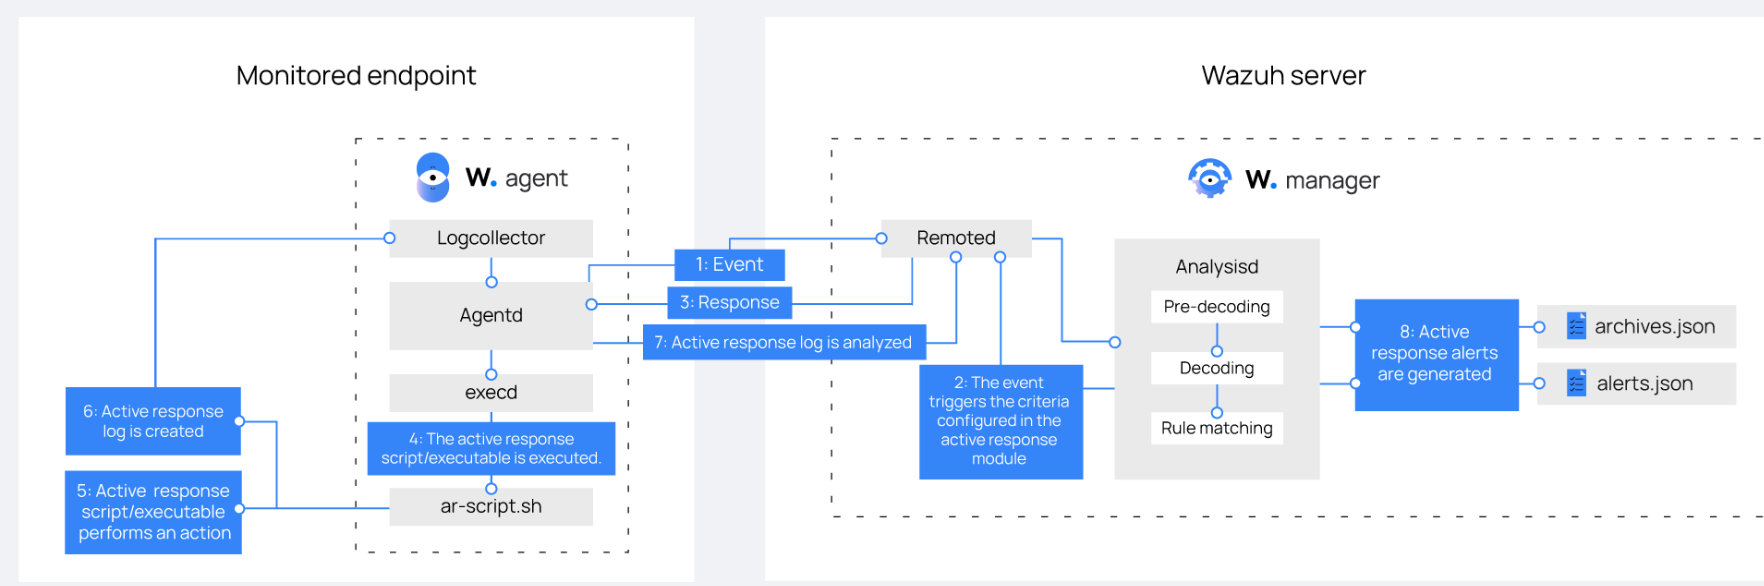 Monitored endpoint
Wazuh server
W. agent
W. manager
Logcollector
Agentd
execd
4: The active response
script/executable is executed.
ar-script.sh
6: Active response
log is created
5: Active response
script/executable
performs an action
1: Event
3: Response
7: Active response log is analyzed
Remoted
2: The event
triggers the criteria
configured in the
active response
module
Analysisd
Pre-decoding
Decoding
Rule matching
8: Active
response alerts
are generated
archives.json
alerts.json